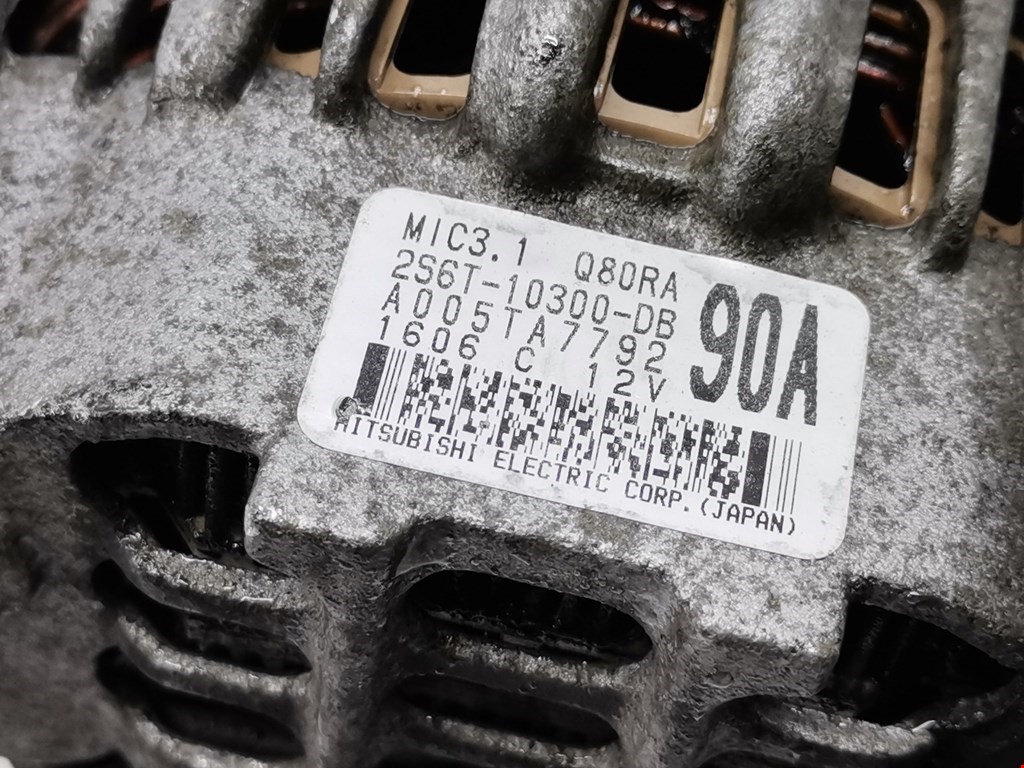 MIC3.1 Q80RA
2S6T-10300-DB
A005TA7792
1606 C 12V
90A
MITSUBISHI ELECTRIC CORP.(JAPAN)